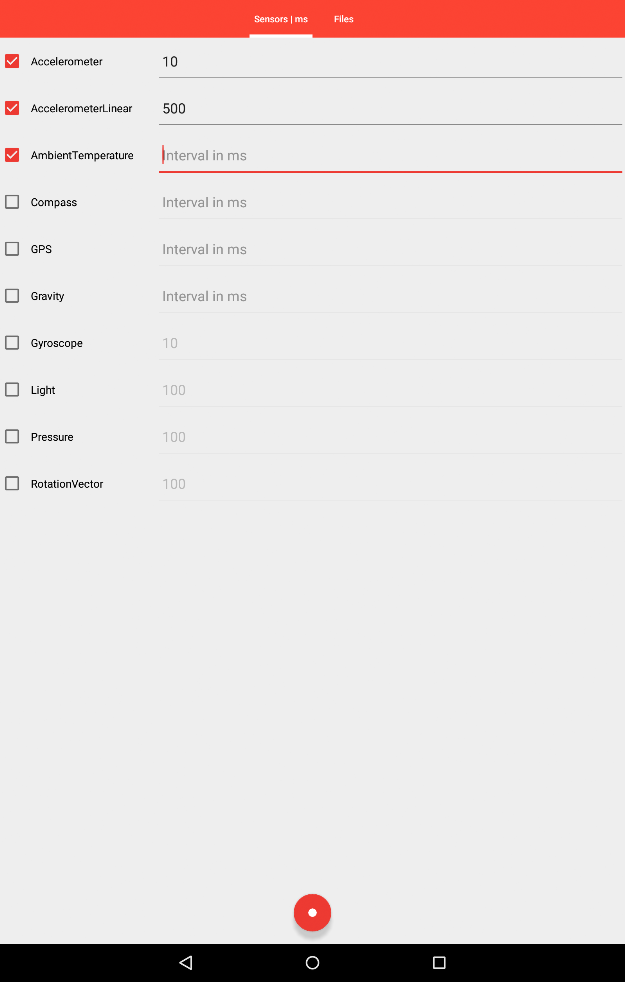 Sensors | ms
Files
Accelerometer 10
AccelerometerLinear 500
AmbientTemperature Interval in ms
Compass Interval in ms
GPS Interval in ms
Gravity Interval in ms
Gyroscope 10
Light 100
Pressure 100
RotationVector 100